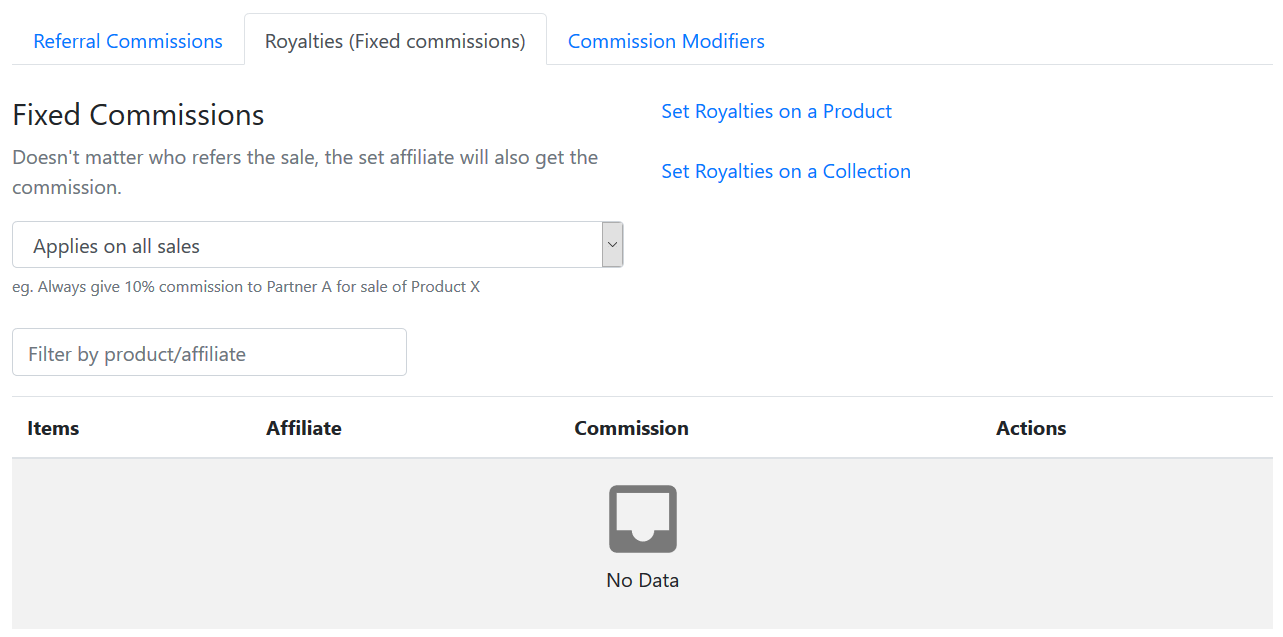 Referral Commissions
Royalties (Fixed commissions)
Commission Modifiers
Fixed Commissions
Doesn't matter who refers the sale, the set affiliate will also get the
commission.
Applies on all sales
eg. Always give 10% commission to Partner A for sale of Product X
Set Royalties on a Product
Set Royalties on a Collection
Filter by product/affiliate
Items
Affiliate
Commission
Actions
No Data